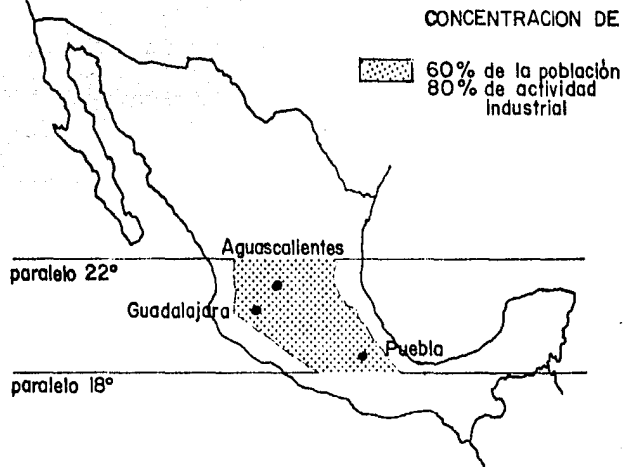 CONCENTRACION DE
60% de la población
80% de actividad
Industrial
Aguascalientes
paralelo 22°
Guadalajara
Puebla
paralelo 18°